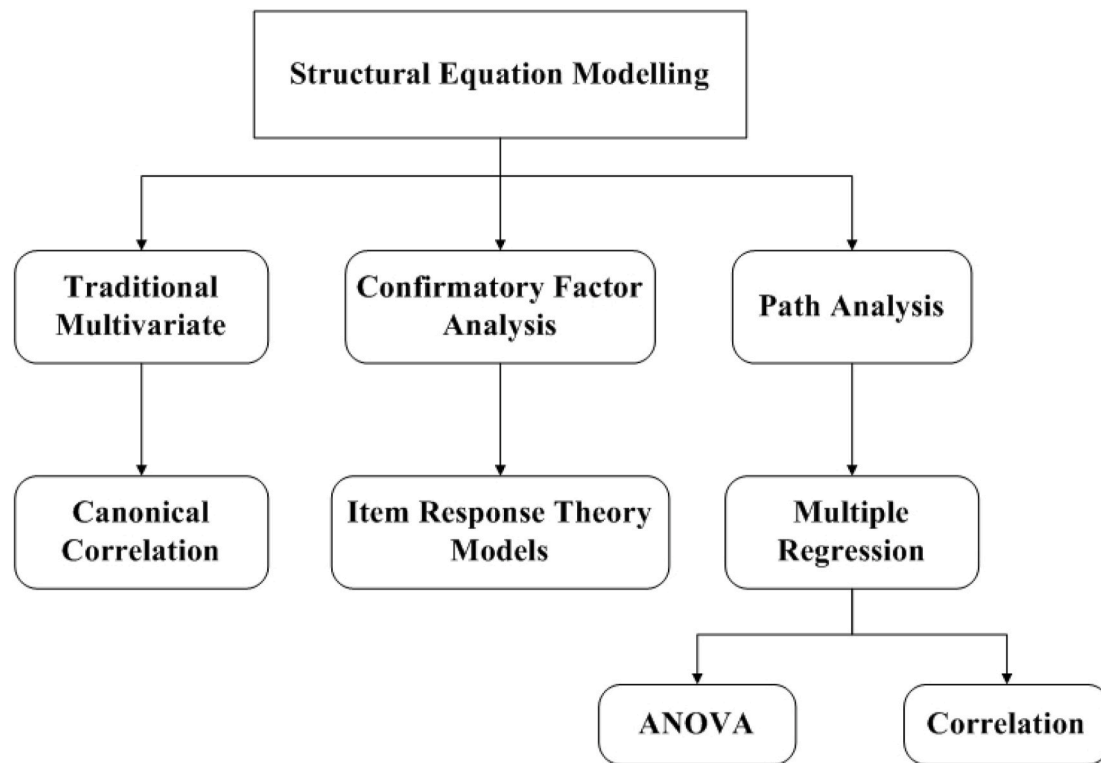 Structural Equation Modelling
Traditional
Multivariate
Confirmatory Factor
Analysis
Path Analysis
Canonical
Correlation
Item Response Theory
Models
Multiple
Regression
ANOVA
Correlation